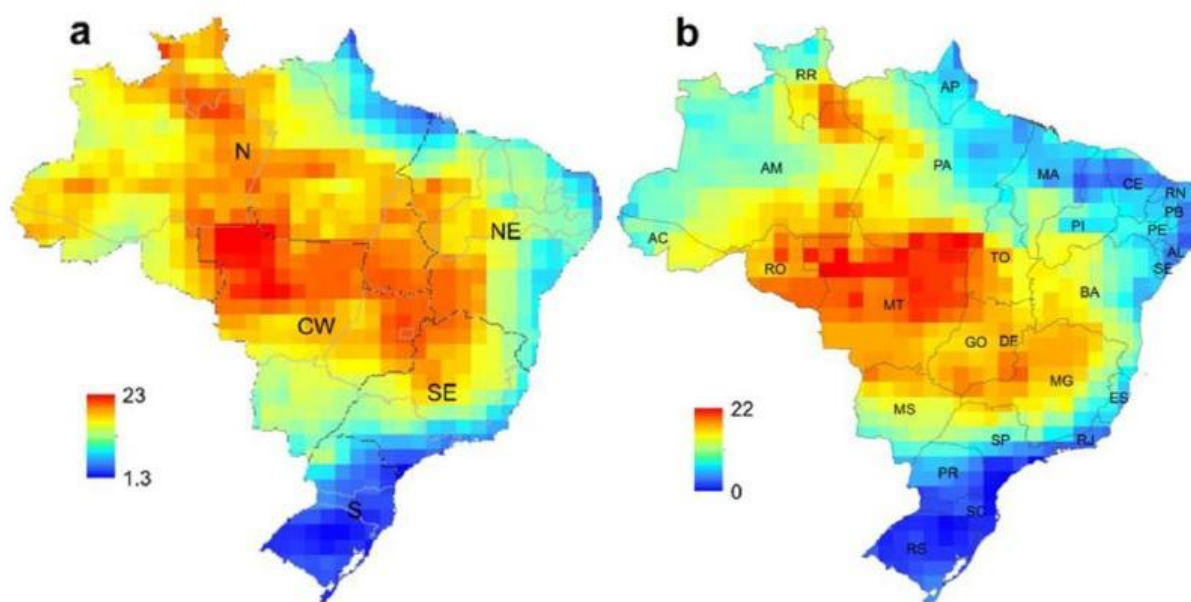 a
b
RR
AP
N
AM
PA
MA
CE
RN
PB
PI
PE
NE
AC
AL
SE
TO
RO
BA
MT
CW
GO
DF
MG
SE
ES
MS
23
22
SP
RJ
1.3
0
PR
S
SC
RS